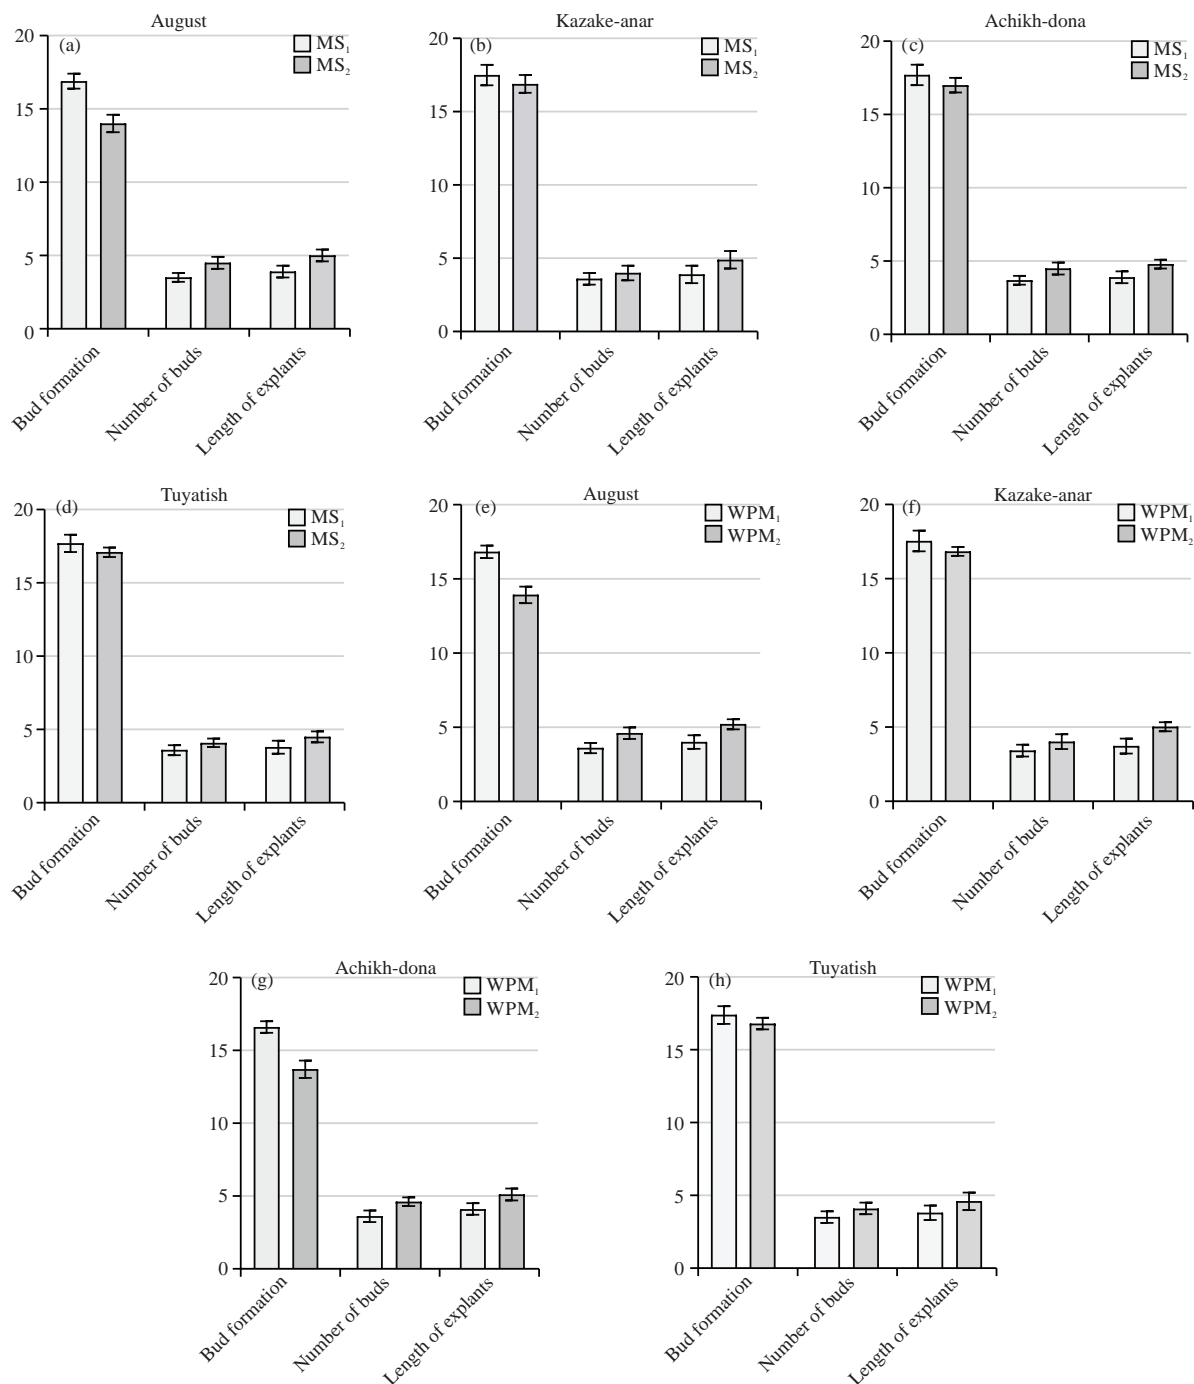 August
(a)
MS₁
MS₂
20
15
10
5
0
Bud formation
Number of buds
Length of explants
Kazake-anar
(b)
MS₁
MS₂
20
15
10
5
0
Bud formation
Number of buds
Length of explants
Achikh-dona
(c)
MS₁
MS₂
20
15
10
5
0
Bud formation
Number of buds
Length of explants
Tuyatish
(d)
MS₁
MS₂
20
15
10
5
0
Bud formation
Number of buds
Length of explants
August
(e)
WPM₁
WPM₂
20
15
10
5
0
Bud formation
Number of buds
Length of explants
Kazake-anar
(f)
WPM₁
WPM₂
20
15
10
5
0
Bud formation
Number of buds
Length of explants
Achikh-dona
(g)
WPM₁
WPM₂
20
15
10
5
0
Bud formation
Number of buds
Length of explants
Tuyatish
(h)
WPM₁
WPM₂
20
15
10
5
0
Bud formation
Number of buds
Length of explants